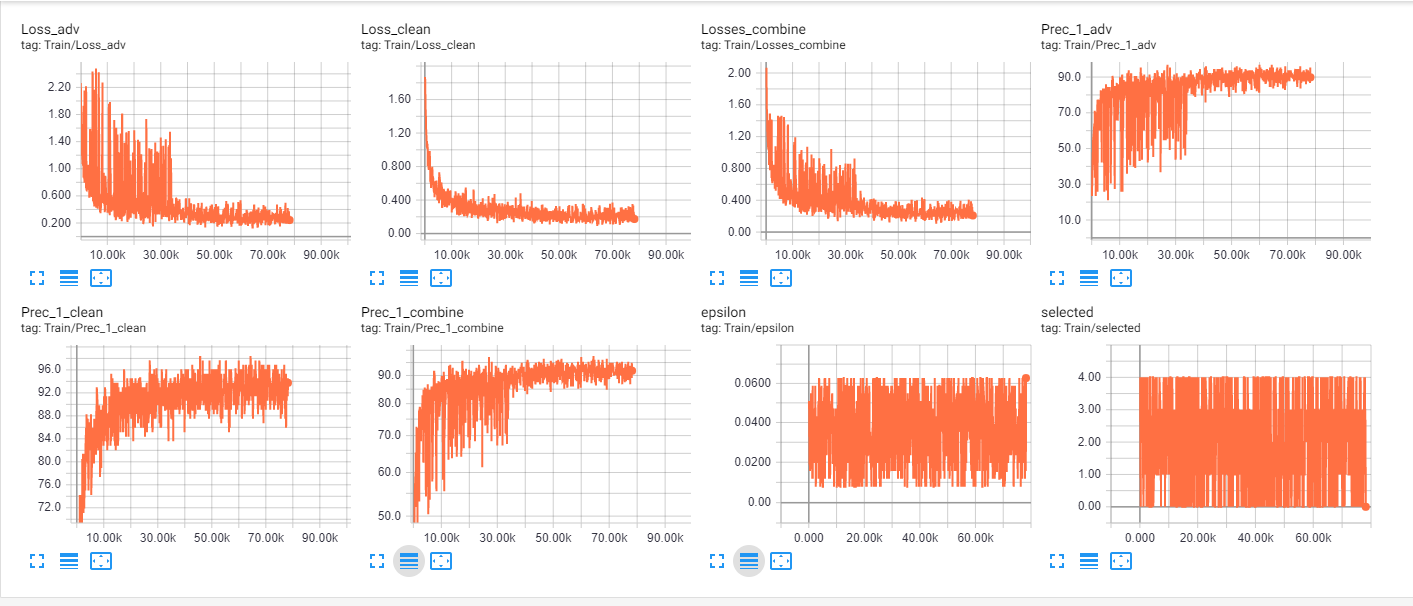 Loss_adv
tag: Train/Loss_adv
2.20
1.80
1.40
1.00
0.600
0.200
10.00k 30.00k 50.00k 70.00k 90.00k
Loss_clean
tag: Train/Loss_clean
1.60
1.20
0.800
0.400
0.00
10.00k 30.00k 50.00k 70.00k 90.00k
Losses_combine
tag: Train/Losses_combine
2.00
1.60
1.20
0.800
0.400
0.00
10.00k 30.00k 50.00k 70.00k 90.00k
Prec_1_adv
tag: Train/Prec_1_adv
90.0
70.0
50.0
30.0
10.0
10.00k 30.00k 50.00k 70.00k 90.00k
Prec_1_clean
tag: Train/Prec_1_clean
96.0
92.0
88.0
84.0
80.0
76.0
72.0
10.00k 30.00k 50.00k 70.00k 90.00k
Prec_1_combine
tag: Train/Prec_1_combine
90.0
80.0
70.0
60.0
50.0
10.00k 30.00k 50.00k 70.00k 90.00k
epsilon
tag: Train/epsilon
0.0600
0.0400
0.0200
0.00
0.000 20.00k 40.00k 60.00k
selected
tag: Train/selected
4.00
3.00
2.00
1.00
0.00
0.000 20.00k 40.00k 60.00k